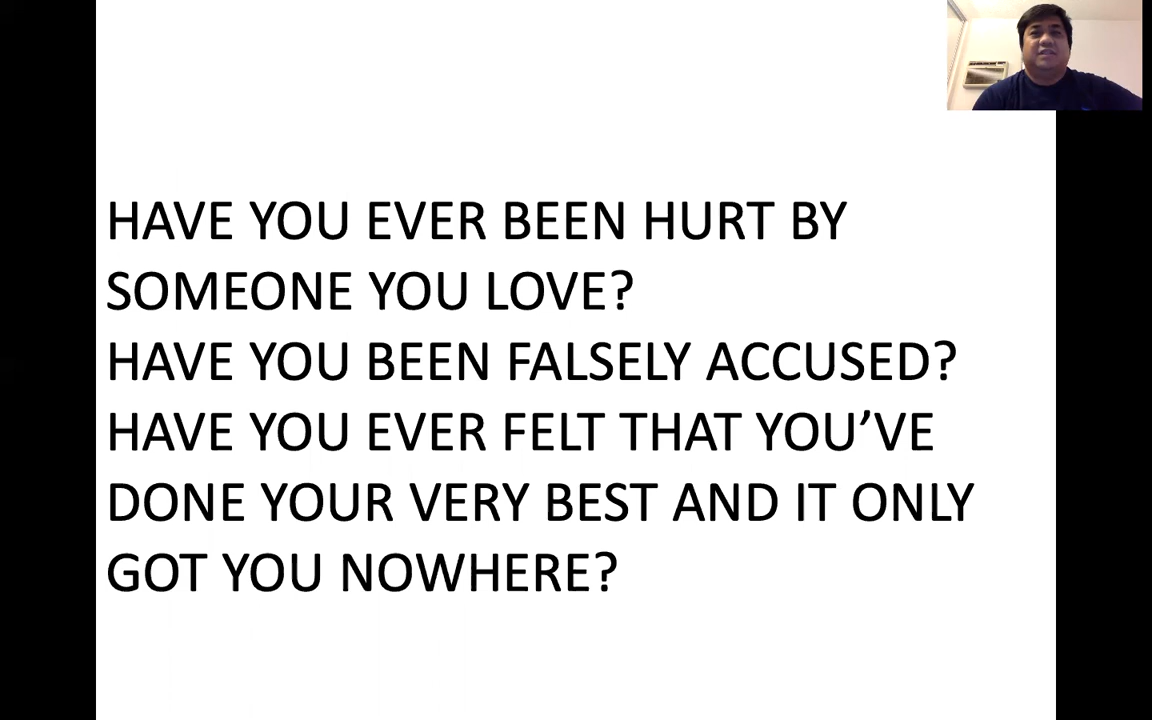 HAVE YOU EVER BEEN HURT BY
SOMEONE YOU LOVE?
HAVE YOU BEEN FALSELY ACCUSED?
HAVE YOU EVER FELT THAT YOU’VE
DONE YOUR VERY BEST AND IT ONLY
GOT YOU NOWHERE?